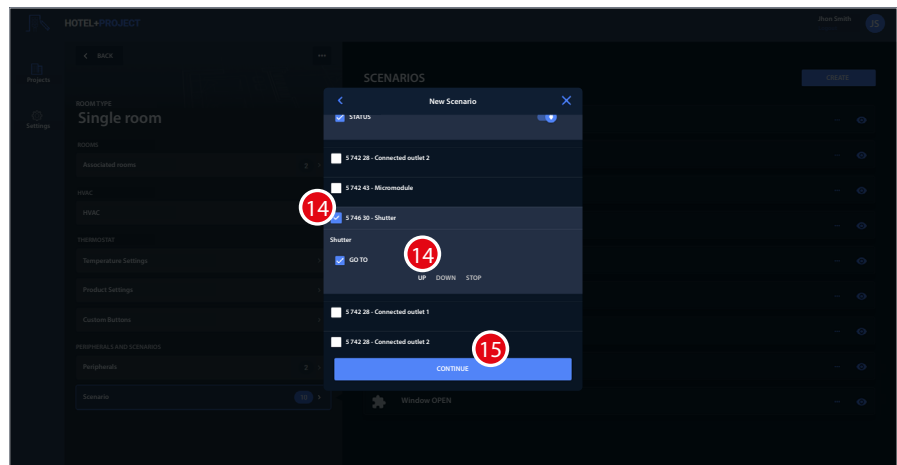 HOTEL+PROJECT
Jhon Smith
JS
BACK
Projects
SCENARIOS
CREATE
ROOM TYPE
Single room
Settings
ROOMS
Associated rooms 2
HVAC
HVAC
THERMOSTAT
Temperature Settings
Product Settings
Custom Buttons
PERIPHERALS AND SCENARIOS
Peripherals 2
Scenario 16
New Scenario
STATUS
5 742 28 - Connected outlet 2
5 742 43 - Micromodule
14
5 746 30 - Shutter
Shutter
GO TO
14
UP DOWN STOP
5 742 28 - Connected outlet 1
5 742 28 - Connected outlet 2
15
CONTINUE
Window OPEN